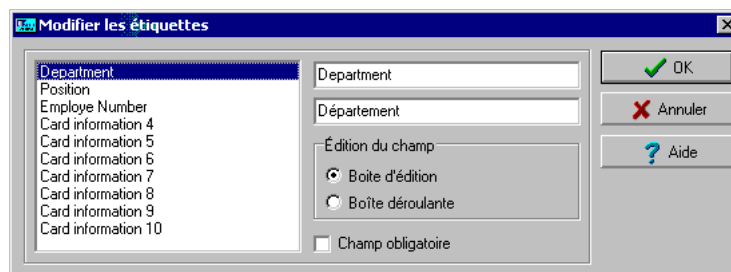 Modifier les étiquettes
Department
Position
Employe Number
Card information 4
Card information 5
Card information 6
Card information 7
Card information 8
Card information 9
Card information 10
Department
Département
Édition du champ
Boite d'édition
Boîte déroulante
Champ obligatoire
OK
Annuler
Aide